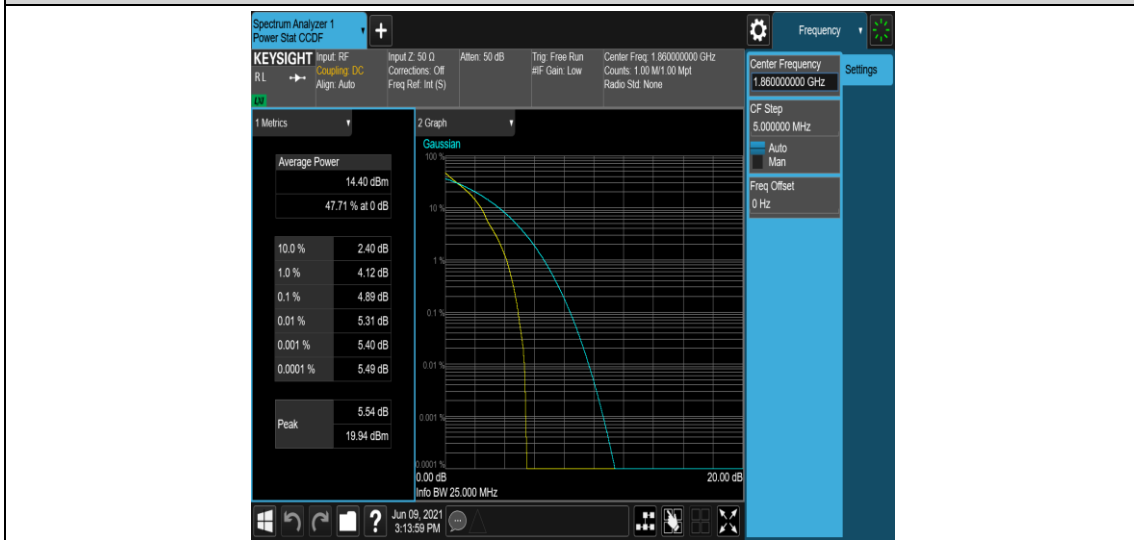 Spectrum Analyzer 1
Power Stat CCDF
Frequency
KEYSIGHT
RL
LXI
Input: RF
Coupling: DC
Align: Auto
Input Z: 50 Ω
Corrections: Off
Freq Ref: Int (S)
Atten: 50 dB
Trig: Free Run
#IF Gain: Low
Center Freq: 1.860000000 GHz
Counts: 1.00 M/1.00 Mpt
Radio Std: None
Center Frequency
1.860000000 GHz
Settings
CF Step
5.000000 MHz
Auto
Man
Freq Offset
0 Hz
1 Metrics
Average Power
14.40 dBm
47.71 % at 0 dB
10.0 % 2.40 dB
1.0 % 4.12 dB
0.1 % 4.89 dB
0.01 % 5.31 dB
0.001 % 5.40 dB
0.0001 % 5.49 dB
Peak
5.54 dB
19.94 dBm
2 Graph
Gaussian
100 %
10 %
1 %
0.1 %
0.01 %
0.001 %
0.0001 %
0.00 dB 20.00 dB
Info BW 25.000 MHz
?
Jun 09, 2021
3:13:59 PM